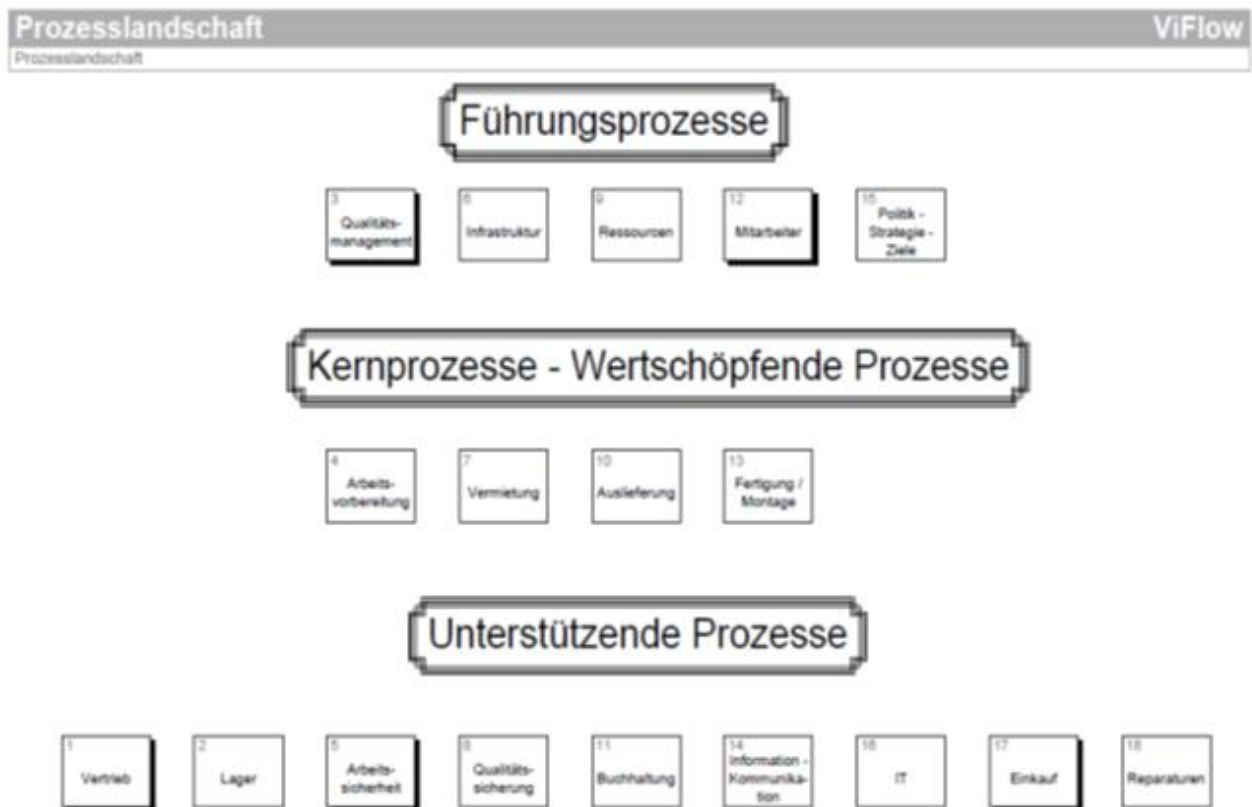 Prozesslandschaft ViFlow
Prozesslandschaft
Führungsprozesse
3
Qualitäts-
management
6
Infrastruktur
9
Ressourcen
12
Mitarbeiter
15
Politik -
Strategie -
Ziele
Kernprozesse - Wertschöpfende Prozesse
4
Arbeits-
vorbereitung
7
Vermietung
10
Auslieferung
13
Fertigung /
Montage
Unterstützende Prozesse
1
Vertrieb
2
Lager
5
Arbeits-
sicherheit
8
Qualitäts-
sicherung
11
Buchhaltung
14
Information -
Kommunika-
tion
16
IT
17
Einkauf
18
Reparaturen